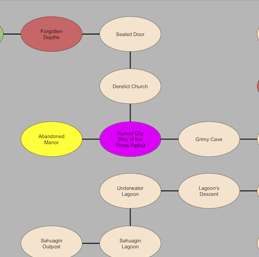 Forgotten
Depths
Sealed Door
Derelict Church
Abandoned
Manor
Ruined City
[Key of the
Three Paths]
Grimy Cave
Underwater
Lagoon
Lagoon's
Descent
Sahuagin
Outpost
Sahuagin
Lagoon